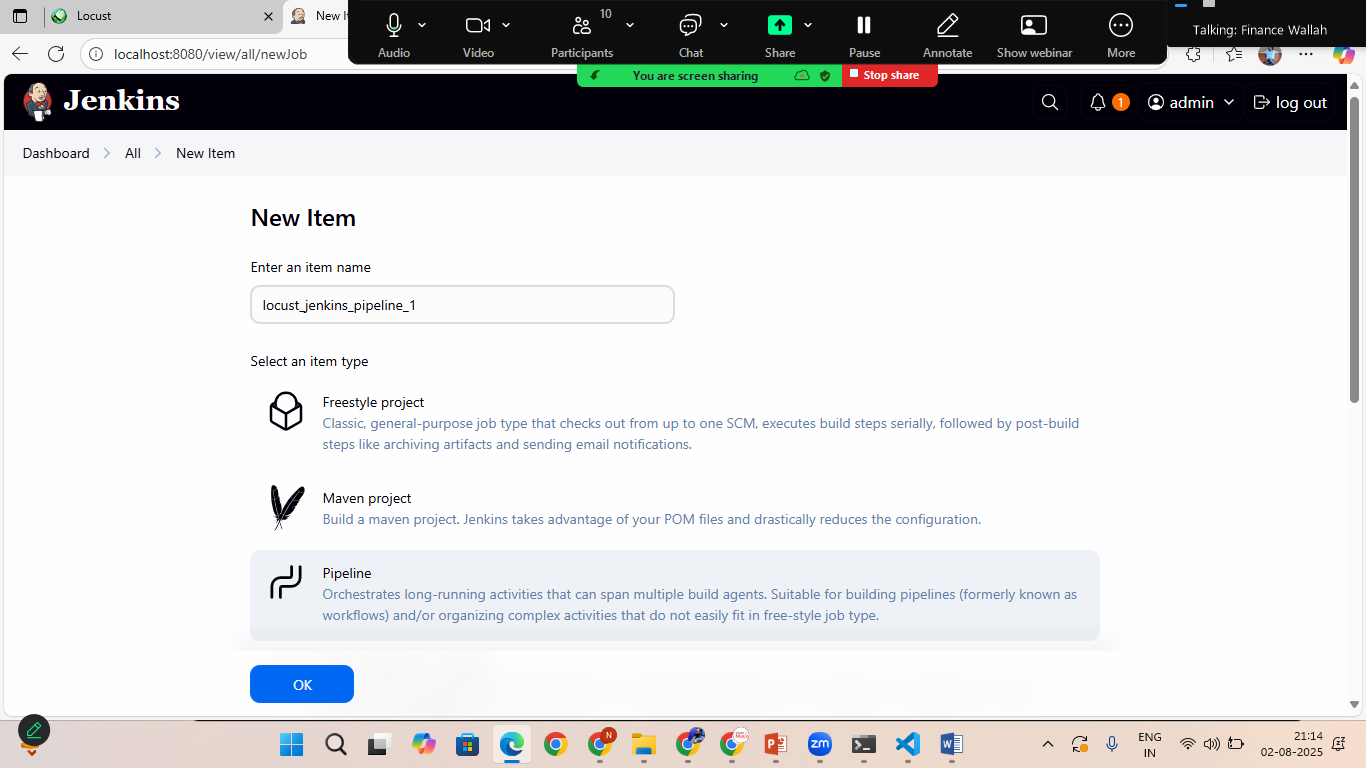 Locust
New It
localhost:8080/view/all/newJob
10
Audio
Video
Participants
Chat
Share
Pause
Annotate
Show webinar
More
Talking: Finance Wallah
You are screen sharing
Stop share
Jenkins
1
admin
log out
Dashboard
All
New Item
New Item
Enter an item name
locust_jenkins_pipeline_1
Select an item type
Freestyle project
Classic, general-purpose job type that checks out from up to one SCM, executes build steps serially, followed by post-build
steps like archiving artifacts and sending email notifications.
Maven project
Build a maven project. Jenkins takes advantage of your POM files and drastically reduces the configuration.
Pipeline
Orchestrates long-running activities that can span multiple build agents. Suitable for building pipelines (formerly known as
workflows) and/or organizing complex activities that do not easily fit in free-style job type.
OK
N
zm
ENG
IN
21:14
02-08-2025